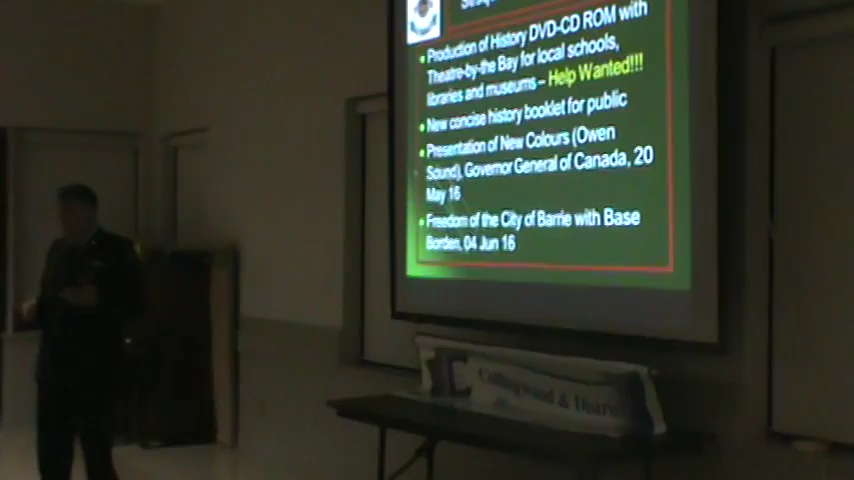 Production of History DVD-CD ROM with
Theatre-by-the Bay for local schools,
libraries and museums – Help Wanted!!!
New concise history booklet for public
Presentation of New Colours (Owen
Sound), Governor General of Canada, 20
May 16
Freedom of the City of Barrie with Base
Borden, 04 Jun 16
Collingwood & District